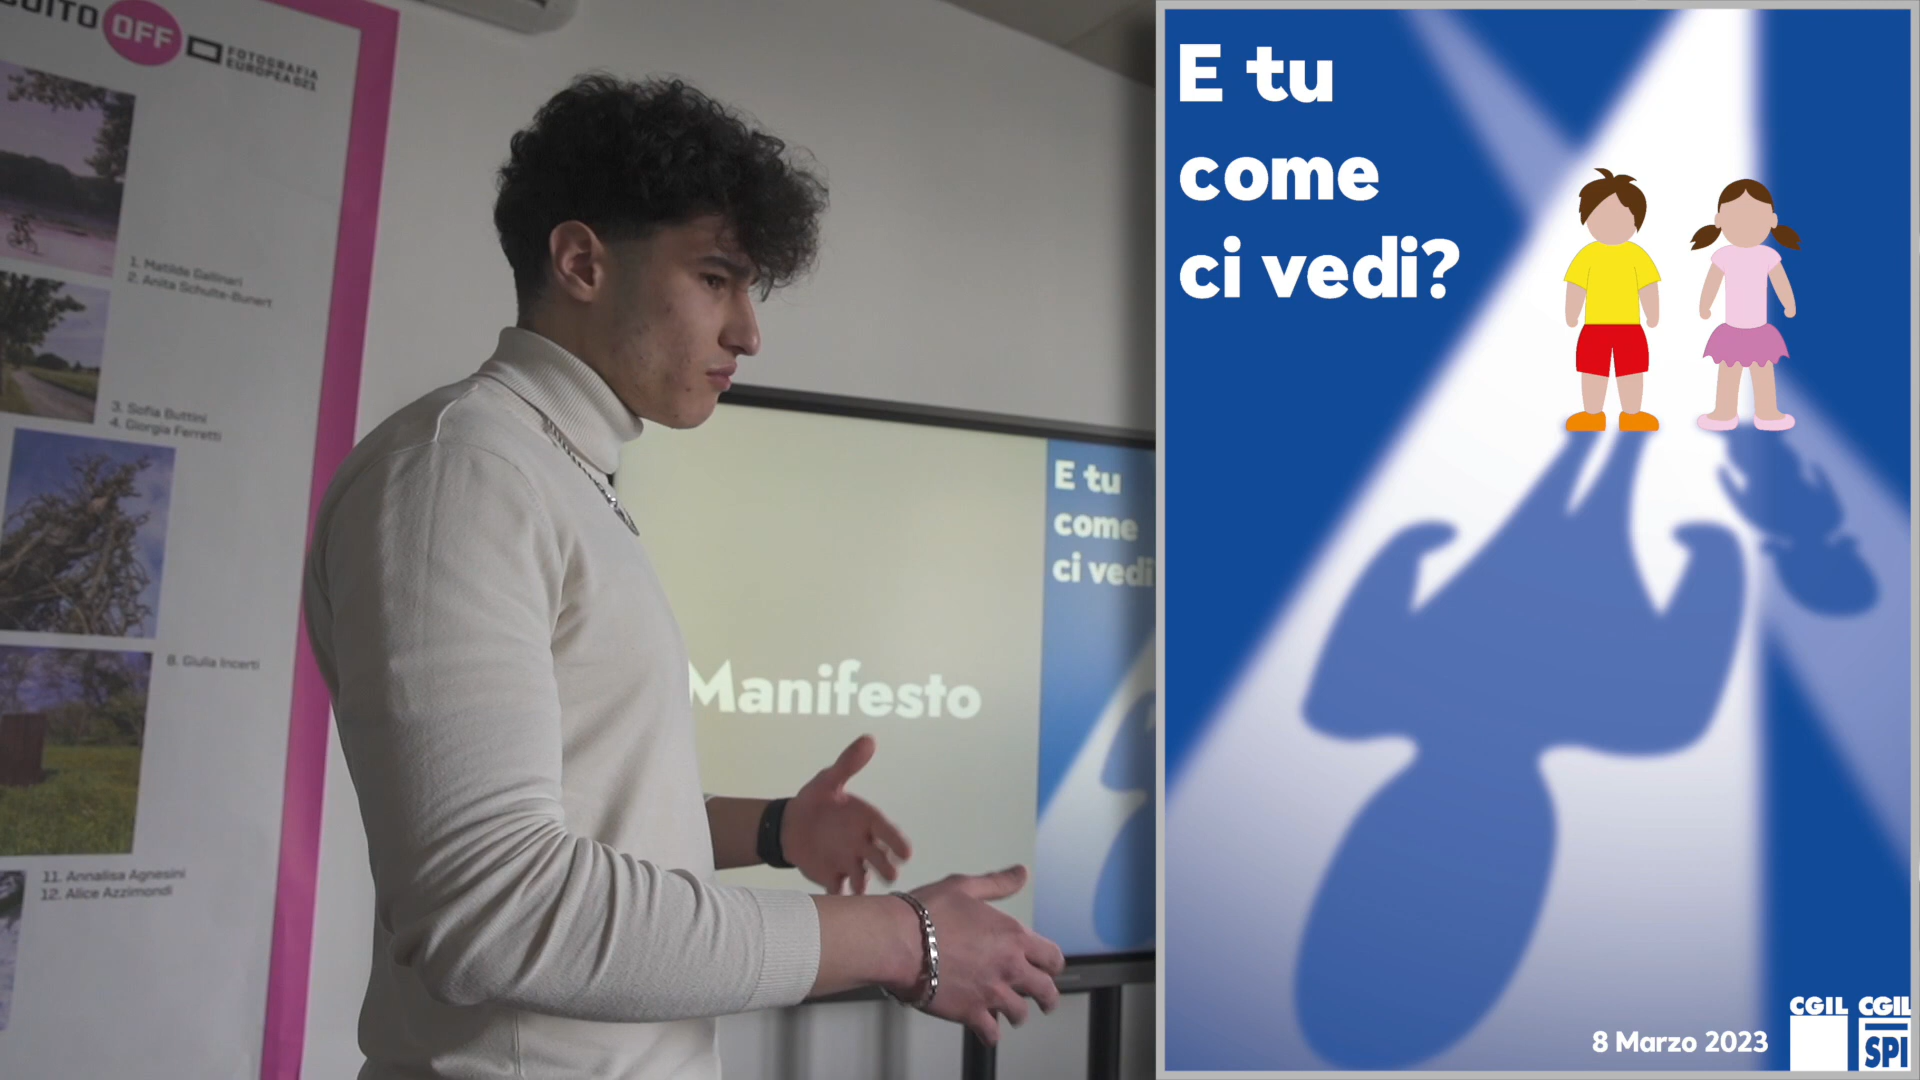 OFF
FOTOGRAFIA
EUROPEA021
1. Matilde Gallinari
2. Anita Schulte-Bunert
3. Sofia Buttini
4. Giorgia Ferretti
8. Giulia Incerti
11. Annalisa Agnesini
12. Alice Azzimondi
Manifesto
E tu
come
ci vedi
E tu
come
ci vedi?
8 Marzo 2023
CGIL
CGIL
SPI